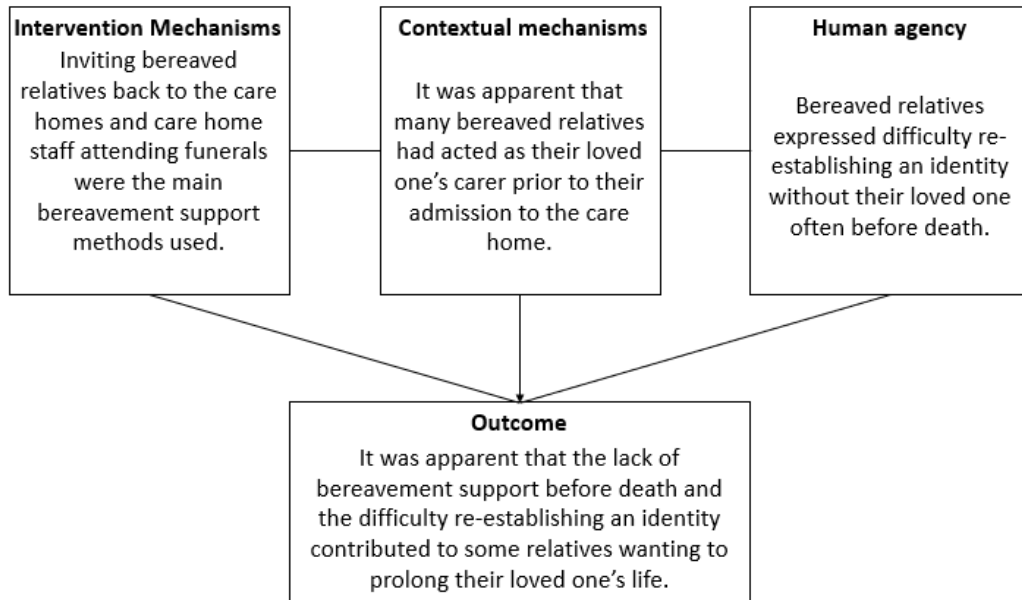 Intervention Mechanisms
Inviting bereaved
relatives back to the care
homes and care home
staff attending funerals
were the main
bereavement support
methods used.
Contextual mechanisms
It was apparent that
many bereaved relatives
had acted as their loved
one’s carer prior to their
admission to the care
home.
Human agency
Bereaved relatives
expressed difficulty re-
establishing an identity
without their loved one
often before death.
Outcome
It was apparent that the lack of
bereavement support before death and
the difficulty re-establishing an identity
contributed to some relatives wanting to
prolong their loved one’s life.